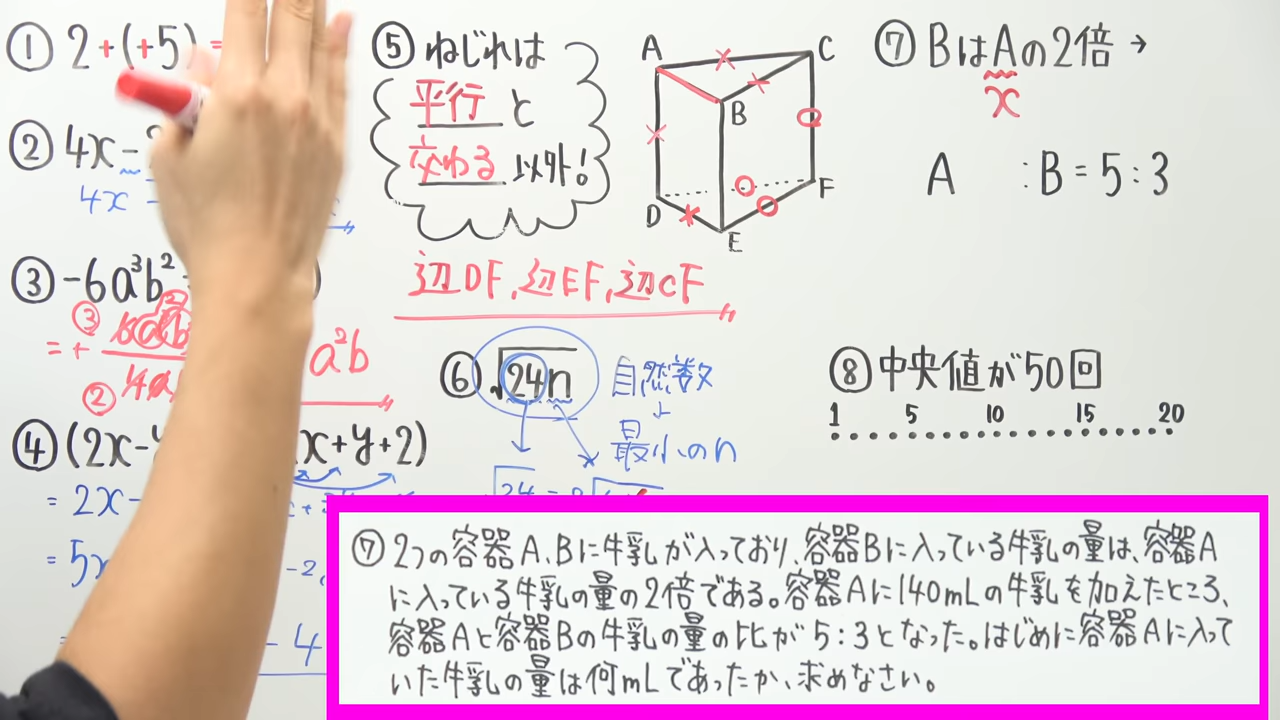 ① 2+(+5)=
② 4x-
4x
③ -6a³b²
③
= +
②
a²b
④ (2x-
x+y+2)
= 2x-
= 5x
-2
-4
⑤ ねじれは
平行 と
交わる 以外!
A
C
B
D
F
E
辺DF,辺EF,辺CF
⑥ √24n 自然数
最小のn
⑦ BはAの2倍→
x
A :B=5:3
⑧ 中央値が50回
1 5 10 15 20
⑦ 2つの容器A、Bに牛乳が入っており、容器Bに入っている牛乳の量は、容器A
に入っている牛乳の量の2倍である。容器Aに140mLの牛乳を加えたところ、
容器Aと容器Bの牛乳の量の比が5:3となった。はじめに容器Aに入って
いた牛乳の量は何mLであったか、求めなさい。